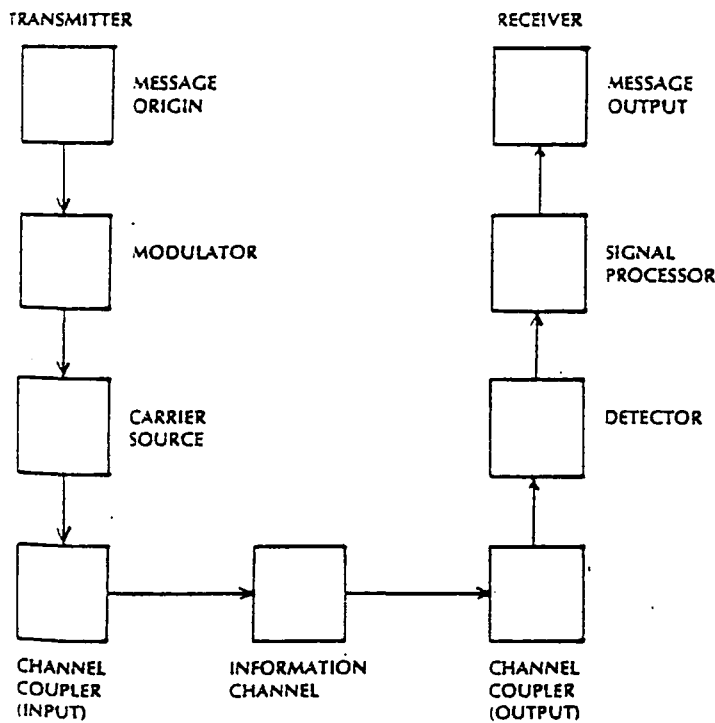 TRANSMITTER
MESSAGE
ORIGIN
MODULATOR
CARRIER
SOURCE
CHANNEL
COUPLER
(INPUT)
INFORMATION
CHANNEL
CHANNEL
COUPLER
(OUTPUT)
DETECTOR
SIGNAL
PROCESSOR
MESSAGE
OUTPUT
RECEIVER